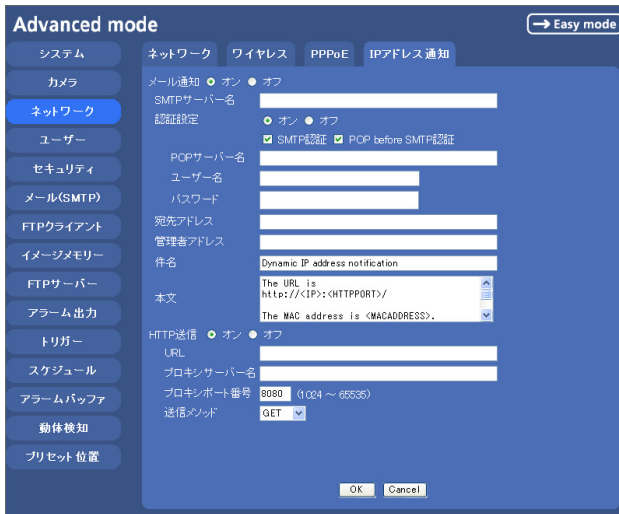 Advanced mode
→ Easy mode
システム
カメラ
ネットワーク
ユーザー
セキュリティ
メール(SMTP)
FTPクライアント
イメージメモリー
FTPサーバー
アラーム出力
トリガー
スケジュール
アラームバッファ
動体検知
プリセット位置
ネットワーク ワイヤレス PPPoE IPアドレス通知
メール通知 オン オフ
SMTPサーバー名
認証設定 オン オフ
SMTP認証 POP before SMTP認証
POPサーバー名
ユーザー名
パスワード
宛先アドレス
管理者アドレス
件名 Dynamic IP address notification
本文
The URL is
http://<IP>:<HTTPPORT>/
The MAC address is <MACADDRESS>.
HTTP送信 オン オフ
URL
プロキシサーバー名
プロキシポート番号 8080 (1024 ～ 65535)
送信メソッド GET
OK Cancel